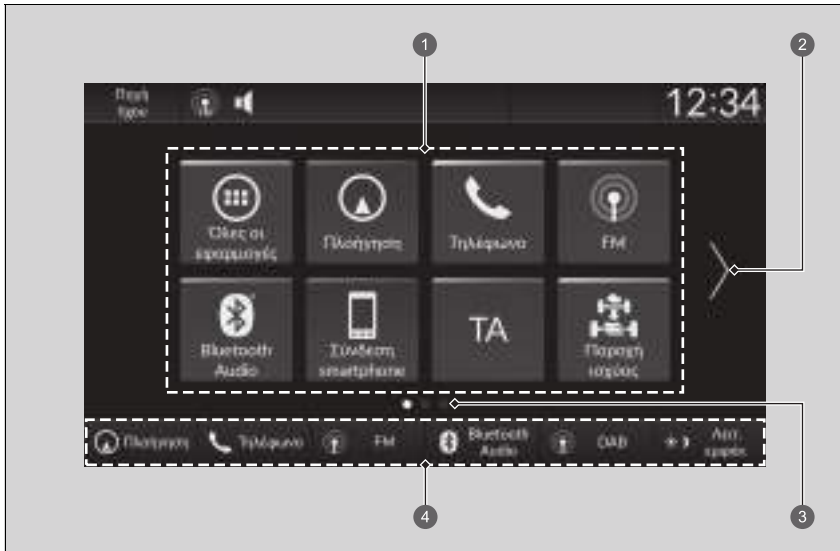 1
2
Πηγή
ήχου
12:34
Όλες οι
εφαρμογές
Πλοήγηση
Τηλέφωνο
FM
Bluetooth
Audio
Σύνδεση
smartphone
TA
Παροχή
ισχύος
Πλοήγηση
Τηλέφωνο
FM
Bluetooth
Audio
DAB
Λειτ.
4
3